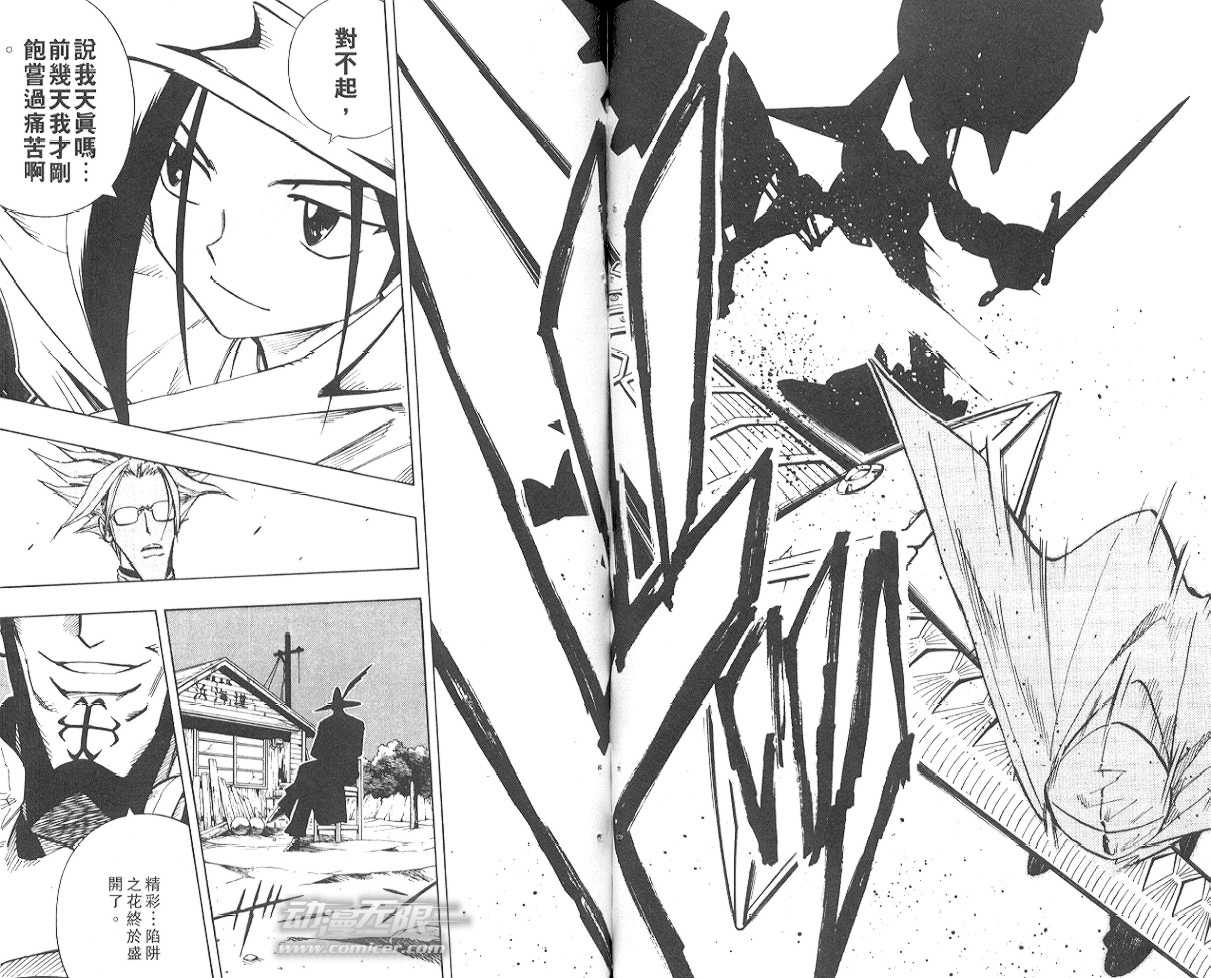 對不起，
說我天真嗎…
前幾天我才剛
飽嘗過痛苦啊
。
精彩…陷阱
之花終於盛
開了。
动漫无限
www.comicer.com